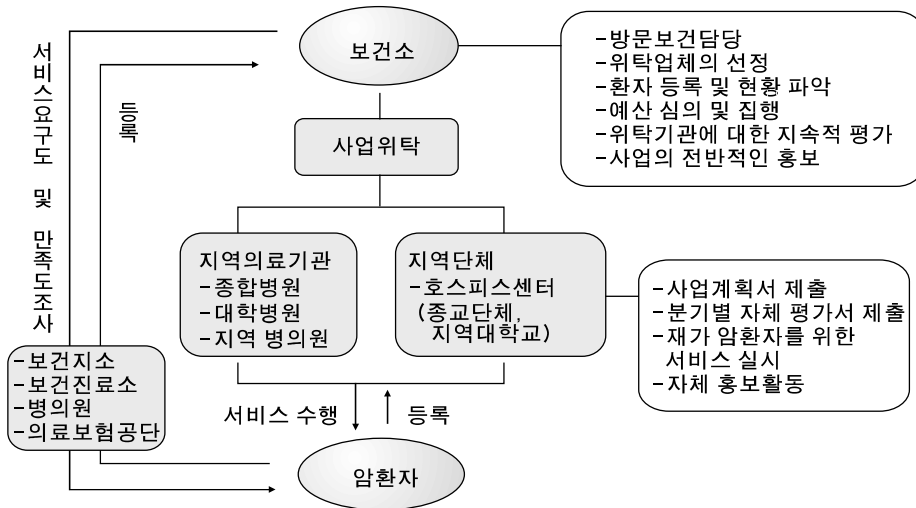 보건소
-방문보건담당
-위탁업체의 선정
-환자 등록 및 현황 파악
-예산 심의 및 집행
-위탁기관에 대한 지속적 평가
-사업의 전반적인 홍보
서비스요구도 및 만족도조사
등록
사업위탁
지역의료기관
-종합병원
-대학병원
-지역 병의원
지역단체
-호스피스센터
(종교단체,
지역대학교)
-사업계획서 제출
-분기별 자체 평가서 제출
-재가 암환자를 위한
서비스 실시
-자체 홍보활동
-보건지소
-보건진료소
-병의원
-의료보험공단
서비스 수행
등록
암환자